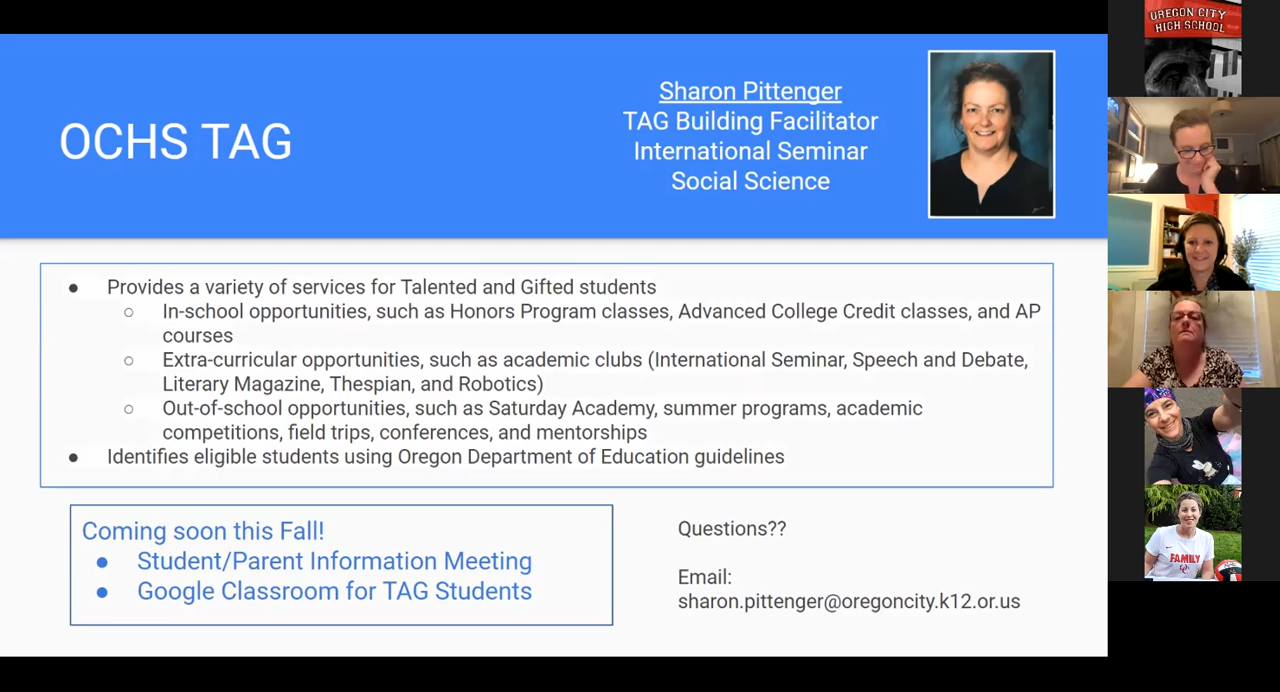 OCHS TAG
Sharon Pittenger
TAG Building Facilitator
International Seminar
Social Science
● Provides a variety of services for Talented and Gifted students
○ In-school opportunities, such as Honors Program classes, Advanced College Credit classes, and AP
courses
○ Extra-curricular opportunities, such as academic clubs (International Seminar, Speech and Debate,
Literary Magazine, Thespian, and Robotics)
○ Out-of-school opportunities, such as Saturday Academy, summer programs, academic
competitions, field trips, conferences, and mentorships
● Identifies eligible students using Oregon Department of Education guidelines
Coming soon this Fall!
● Student/Parent Information Meeting
● Google Classroom for TAG Students
Questions??
Email:
sharon.pittenger@oregoncity.k12.or.us
OREGON CITY
HIGH SCHOOL
FAMILY